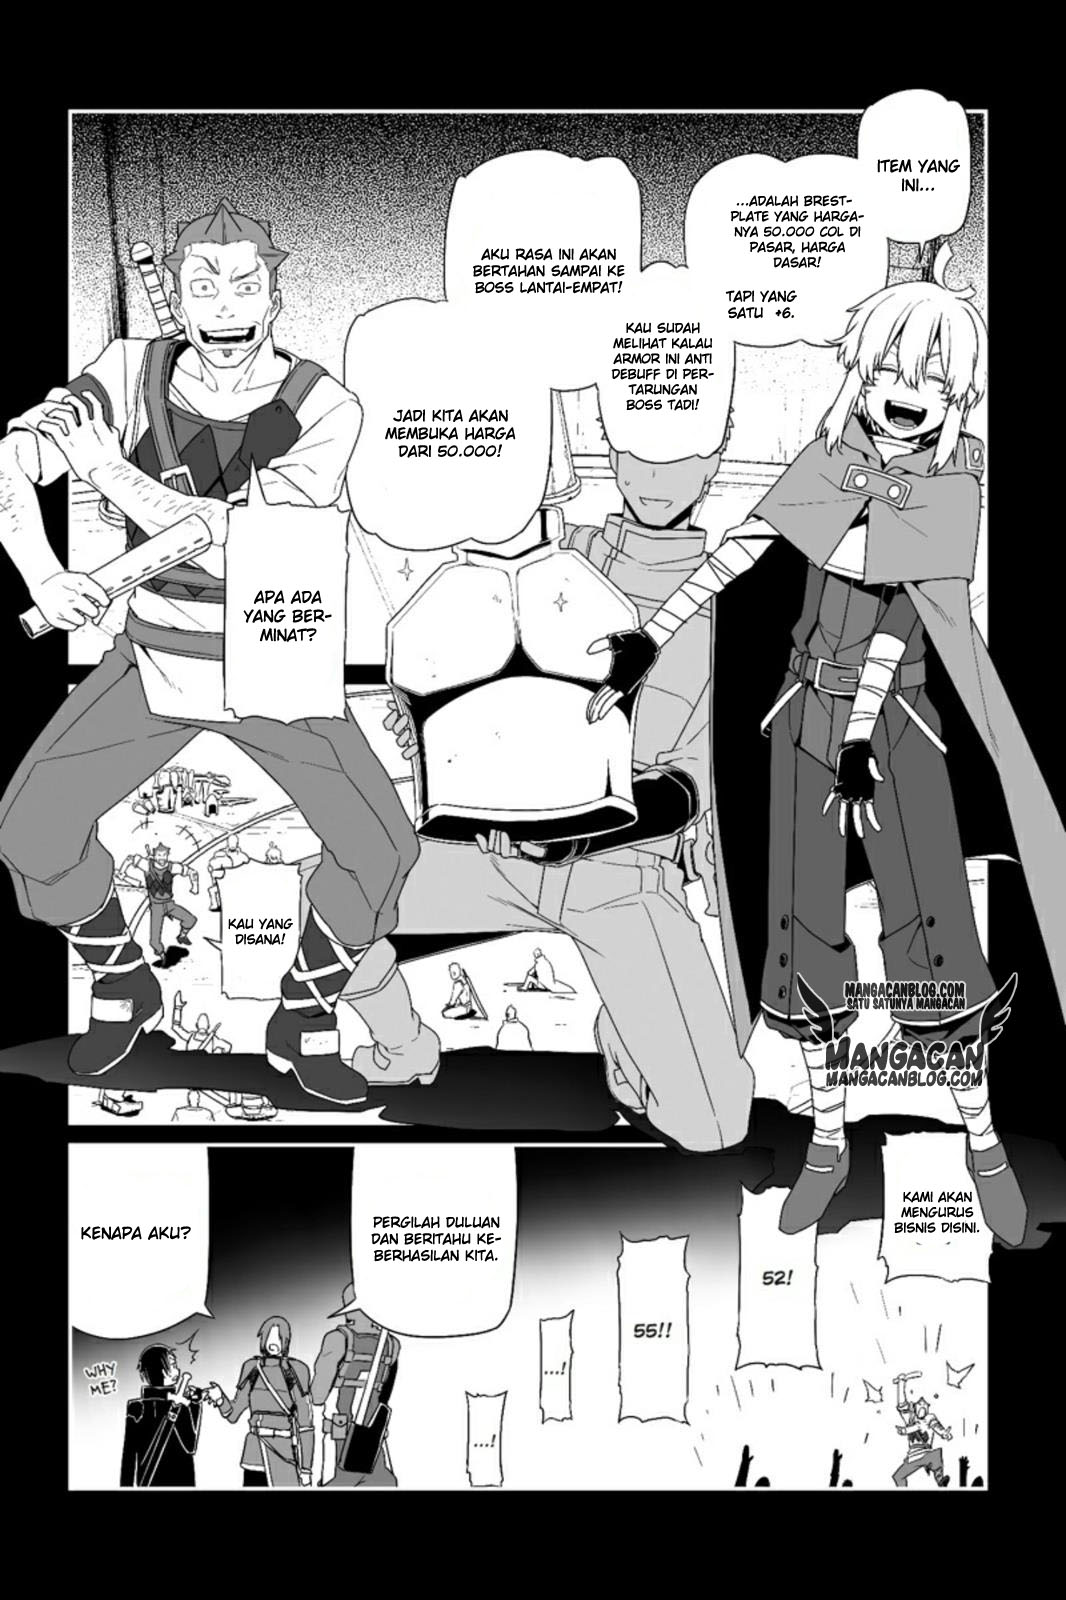 ITEM YANG
INI...
...ADALAH BREST-
PLATE YANG HARGA-
NYA 50.000 COL DI
PASAR, HARGA
DASAR!
TAPI YANG
SATU +6.
KAU SUDAH
MELIHAT KALAU
ARMOR INI ANTI
DEBUFF DI PER-
TARUNGAN
BOSS TADI!
AKU RASA INI AKAN
BERTAHAN SAMPAI KE
BOSS LANTAI-EMPAT!
JADI KITA AKAN
MEMBUKA HARGA
DARI 50.000!
APA ADA
YANG BER-
MINAT?
KAU YANG
DISANA!
MANGACANBLOG.COM
SATU SATUNYA MANGACAN
MANGACAN
MANGACANBLOG.COM
KAMI AKAN
MENGURUS
BISNIS DISINI.
52!
55!!
...!
...!
PERGILAH DULUAN
DAN BERITAHU KE-
BERHASILAN KITA.
KENAPA AKU?
WHY
ME?